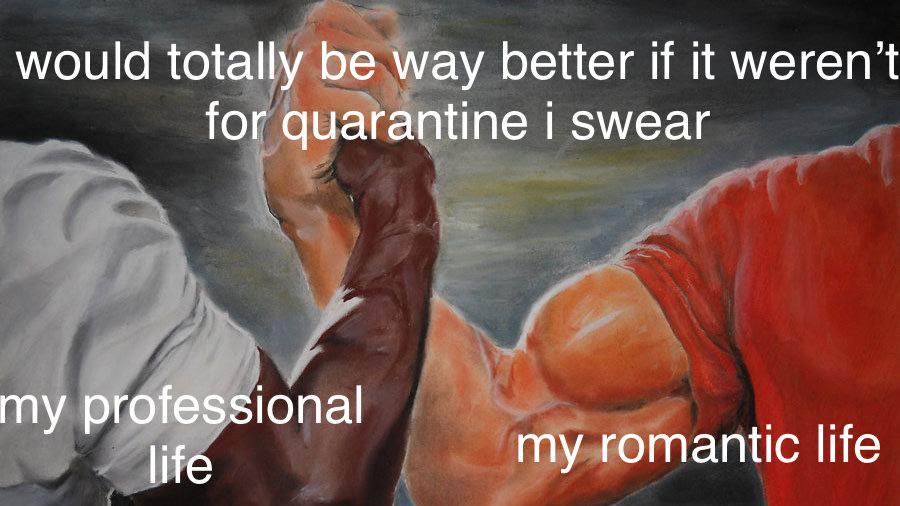 would totally be way better if it weren’t
for quarantine i swear
my professional
life
my romantic life